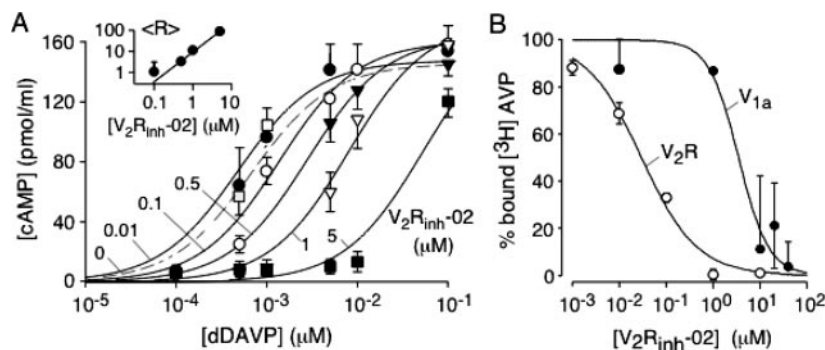 A
B
<R>
100
10
1
0.1
1
10
[V2Rinh-02] (μM)
160
120
80
40
0
[cAMP] (pmol/ml)
0
0.01
0.1
0.5
1
5
V2Rinh-02
(μM)
10-5
10-4
10-3
10-2
10-1
[dDAVP] (μM)
100
80
60
40
20
0
% bound [3H] AVP
V2R
V1a
10-3
10-2
10-1
100
101
102
[V2Rinh-02] (μM)